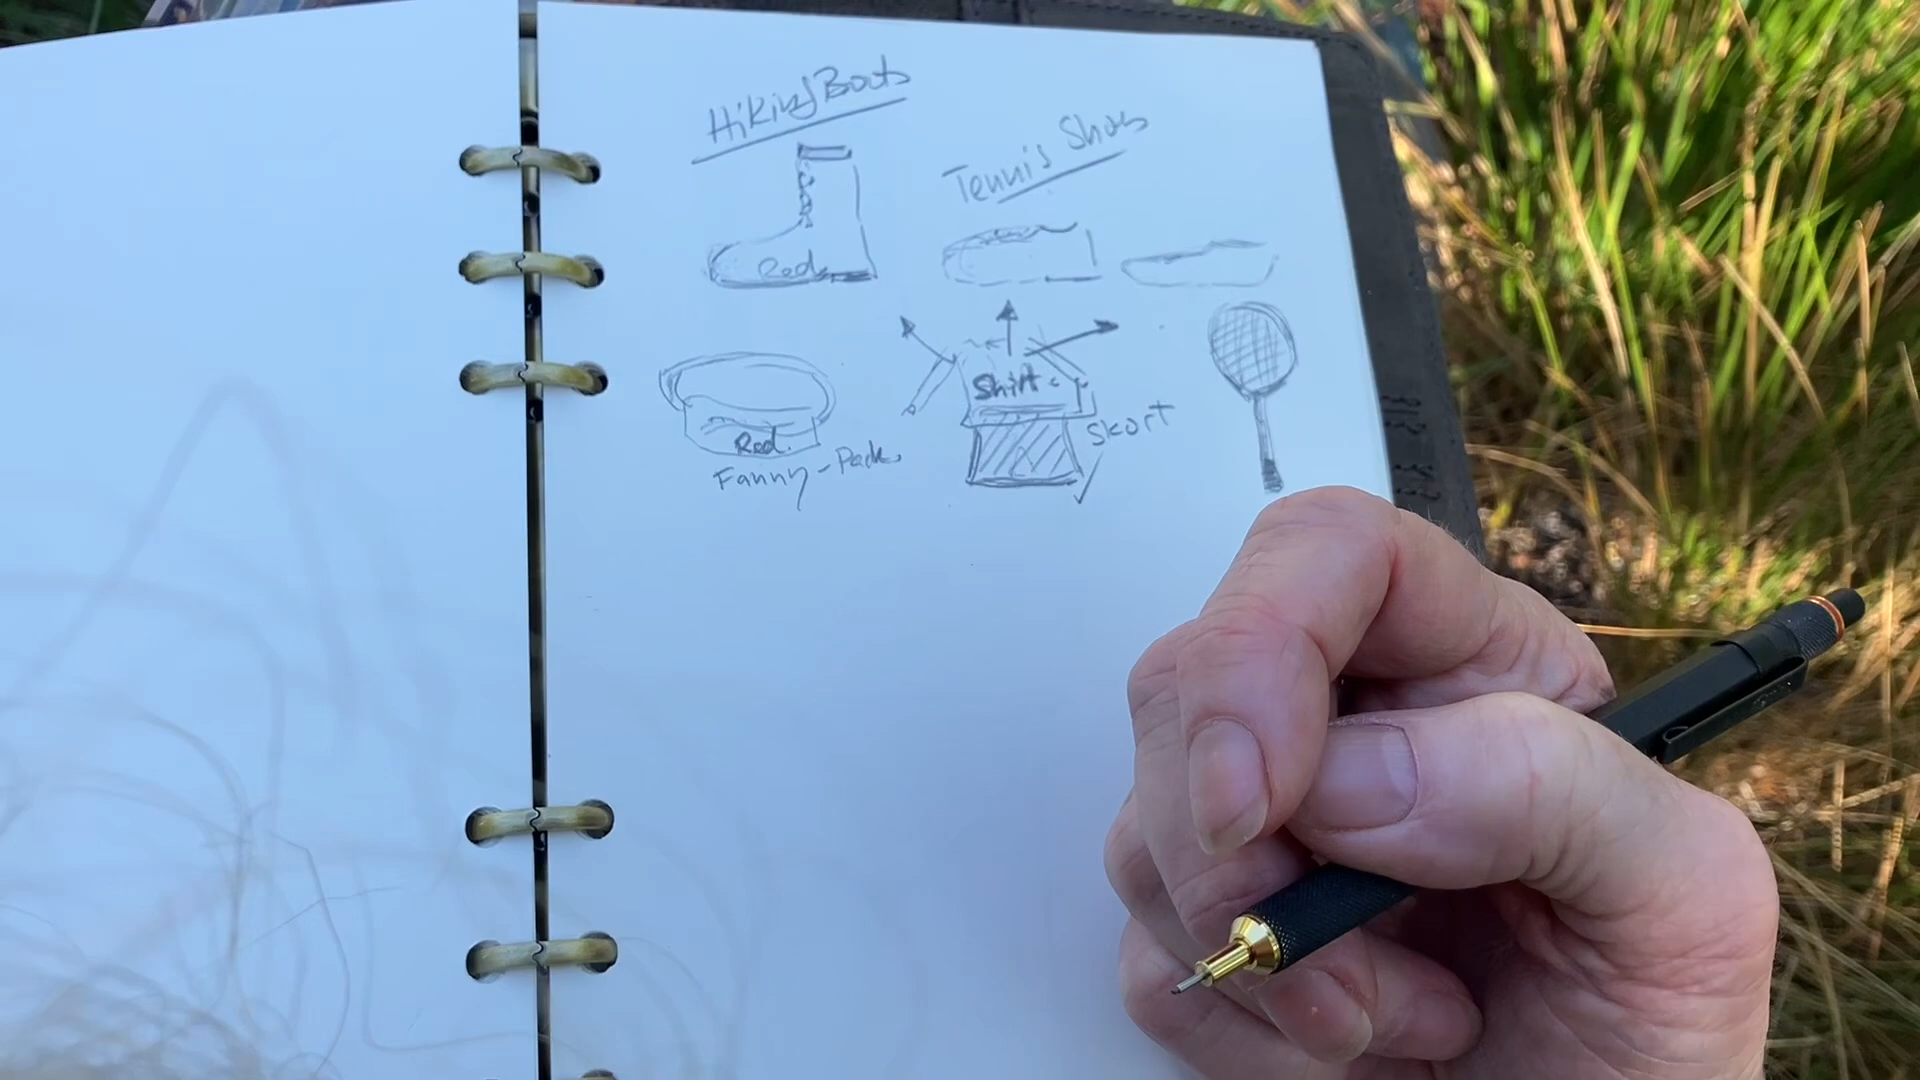 Hiking Boots
Tennis Shoes
Red
Shirt
Skort
Red.
Fanny-Pack